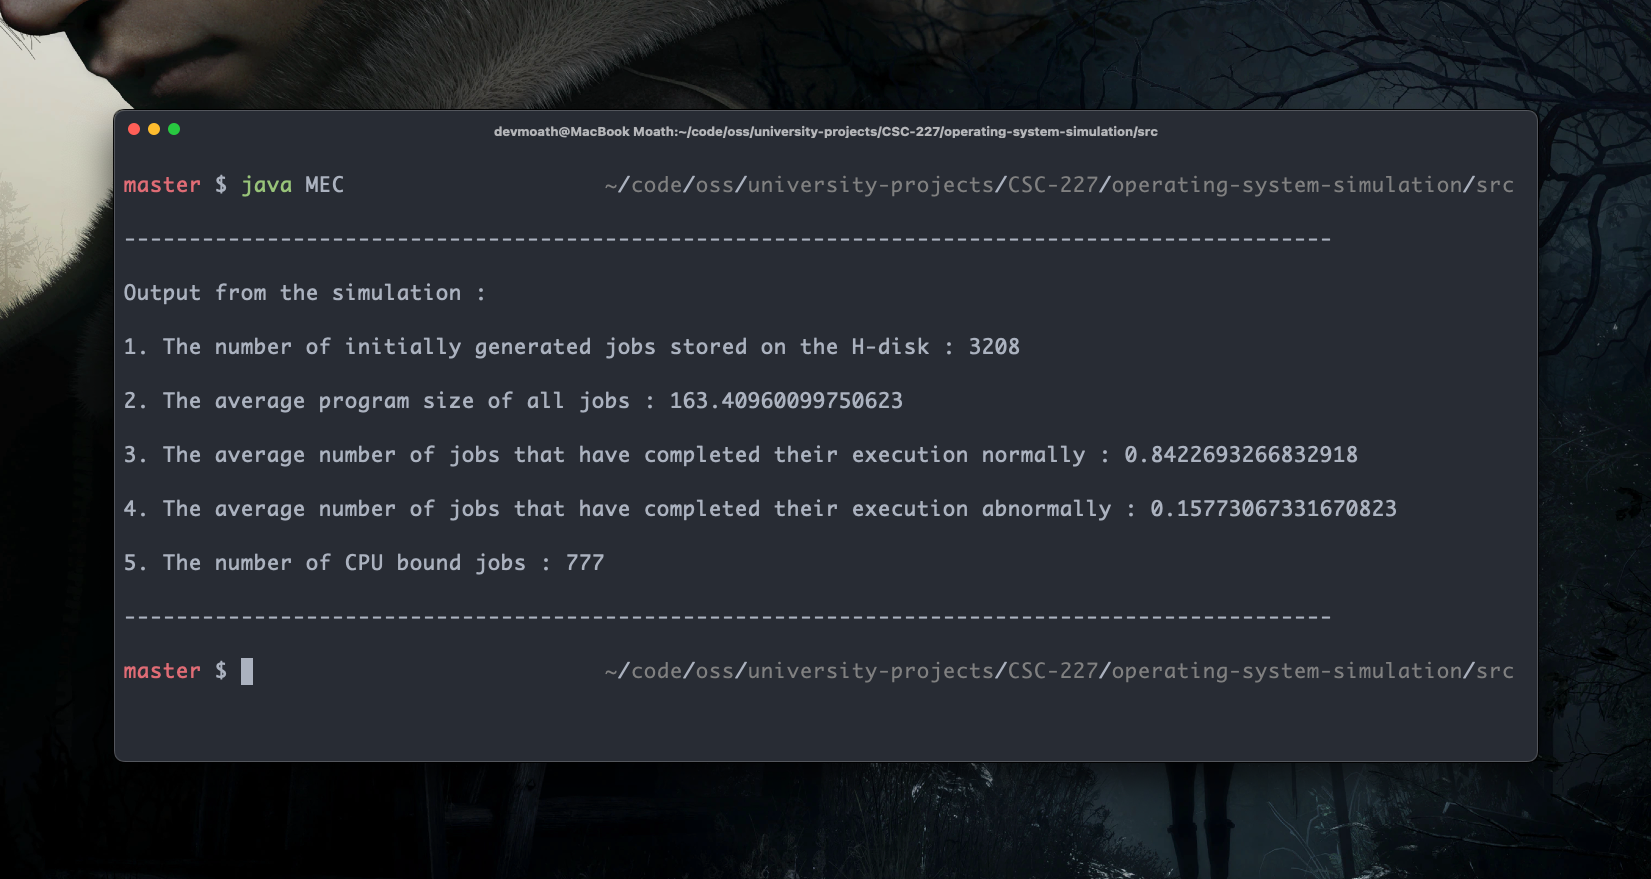 devmoath@MacBook Moath:~/code/oss/university-projects/CSC-227/operating-system-simulation/src
master $ java MEC ~/code/oss/university-projects/CSC-227/operating-system-simulation/src
---------------------------------------------------------------------------------------------
Output from the simulation :
1. The number of initially generated jobs stored on the H-disk : 3208
2. The average program size of all jobs : 163.40960099750623
3. The average number of jobs that have completed their execution normally : 0.8422693266832918
4. The average number of jobs that have completed their execution abnormally : 0.15773067331670823
5. The number of CPU bound jobs : 777
---------------------------------------------------------------------------------------------
master $ ~/code/oss/university-projects/CSC-227/operating-system-simulation/src